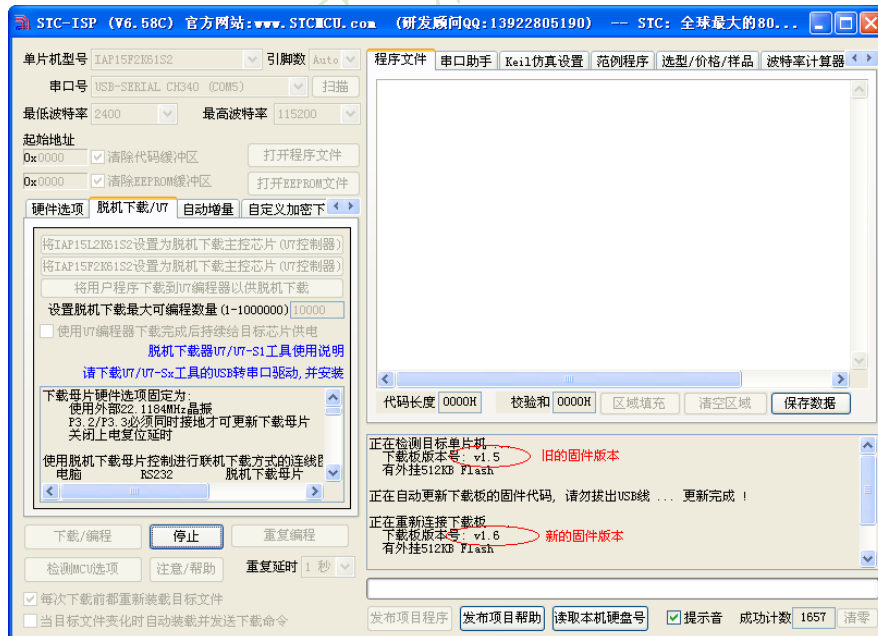 STC-ISP (V6.58C) 官方网站:www.STCMCU.com (研发顾问QQ:13922805190) -- STC: 全球最大的80...
单片机型号 IAP15F2K61S2 引脚数 Auto
串口号 USB-SERIAL CH340 (COM5) 扫描
最低波特率 2400 最高波特率 115200
起始地址
0x0000 清除代码缓冲区 打开程序文件
0x0000 清除EEPROM缓冲区 打开EEPROM文件
硬件选项 脱机下载/U7 自动增量 自定义加密下
将IAP15L2K61S2设置为脱机下载主控芯片(U7控制器)
将IAP15F2K61S2设置为脱机下载主控芯片(U7控制器)
将用户程序下载到U7编程器以供脱机下载
设置脱机下载最大可编程数量(1-1000000) 10000
使用U7编程器下载完成后持续给目标芯片供电
脱机下载器U7/U7-S1工具使用说明
请下载U7/U7-Sx工具的USB转串口驱动,并安装
下载母片硬件选项固定为:
使用外部22.1184MHz晶振
P3.2/P3.3必须同时接地才可更新下载母片
关闭上电复位延时
使用脱机下载母片控制进行联机下载方式的连线
电脑 RS232 脱机下载母片
下载/编程 停止 重复编程
检测MCU选项 注意/帮助 重复延时 1 秒
每次下载前都重新装载目标文件
当目标文件变化时自动装载并发送下载命令
程序文件 串口助手 Keil仿真设置 范例程序 选型/价格/样品 波特率计算器
代码长度 0000H 校验和 0000H 区域填充 清空区域 保存数据
正在检测目标单片机 ...
下载板版本号: v1.5 旧的固件版本
有外挂512KB Flash
正在自动更新下载板的固件代码, 请勿拔出USB线 ... 更新完成 !
正在重新连接下载板
下载板版本号: v1.6 新的固件版本
有外挂512KB Flash
发布项目程序 发布项目帮助 读取本机硬盘号 提示音 成功计数 1657 清零